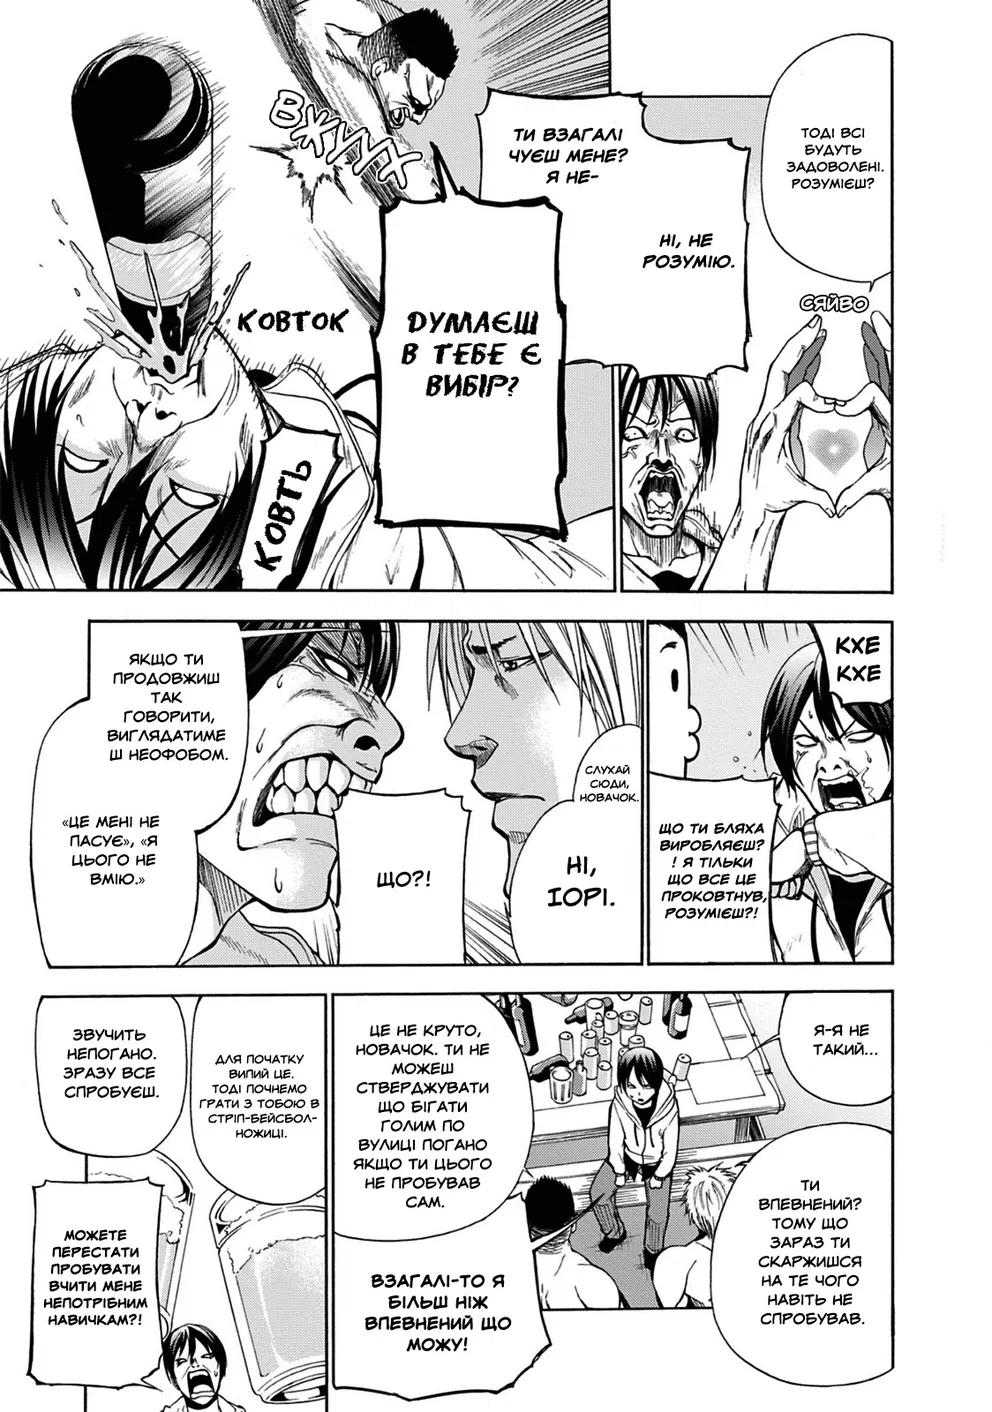 ТОДІ ВСІ
БУДУТЬ
ЗАДОВОЛЕНІ.
РОЗУМІЄШ?
СЯЙВО
ТИ ВЗАГАЛІ
ЧУЄШ МЕНЕ?
Я НЕ-
НІ, НЕ
РОЗУМІЮ.
ВЖУХ
ДУМАЄШ
В ТЕБЕ Є
ВИБІР?
КОВТОК
КОВТЬ
КХЕ
КХЕ
ЩО ТИ БЛЯХА
ВИРОБЛЯЄШ?
! Я ТІЛЬКИ
ЩО ВСЕ ЦЕ
ПРОКОВТНУВ,
РОЗУМІЄШ?!
СЛУХАЙ
СЮДИ,
НОВАЧОК.
НІ,
ІОРІ.
ЩО?!
ЯКЩО ТИ
ПРОДОВЖИШ
ТАК
ГОВОРИТИ,
ВИГЛЯДАТИМЕ
Ш НЕОФОБОМ.
«ЦЕ МЕНІ НЕ
ПАСУЄ», «Я
ЦЬОГО НЕ
ВМІЮ.»
Я-Я НЕ
ТАКИЙ...
ТИ
ВПЕВНЕНИЙ?
ТОМУ ЩО
ЗАРАЗ ТИ
СКАРЖИШСЯ
НА ТЕ ЧОГО
НАВІТЬ НЕ
СПРОБУВАВ.
ЦЕ НЕ КРУТО,
НОВАЧОК. ТИ НЕ
МОЖЕШ
СТВЕРДЖУВАТИ
ЩО БІГАТИ
ГОЛИМ ПО
ВУЛИЦІ ПОГАНО
ЯКЩО ТИ ЦЬОГО
НЕ ПРОБУВАВ
САМ.
ВЗАГАЛІ-ТО Я
БІЛЬШ НІЖ
ВПЕВНЕНИЙ ЩО
МОЖУ!
ДЛЯ ПОЧАТКУ
ВИПИЙ ЦЕ.
ТОДІ ПОЧНЕМО
ГРАТИ З ТОБОЮ В
СТРІП-БЕЙСБОЛ-
НОЖИЦІ.
ЗВУЧИТЬ
НЕПОГАНО.
ЗРАЗУ ВСЕ
СПРОБУЄШ.
МОЖЕТЕ
ПЕРЕСТАТИ
ПРОБУВАТИ
ВЧИТИ МЕНЕ
НЕПОТРІБНИМ
НАВИЧКАМ?!